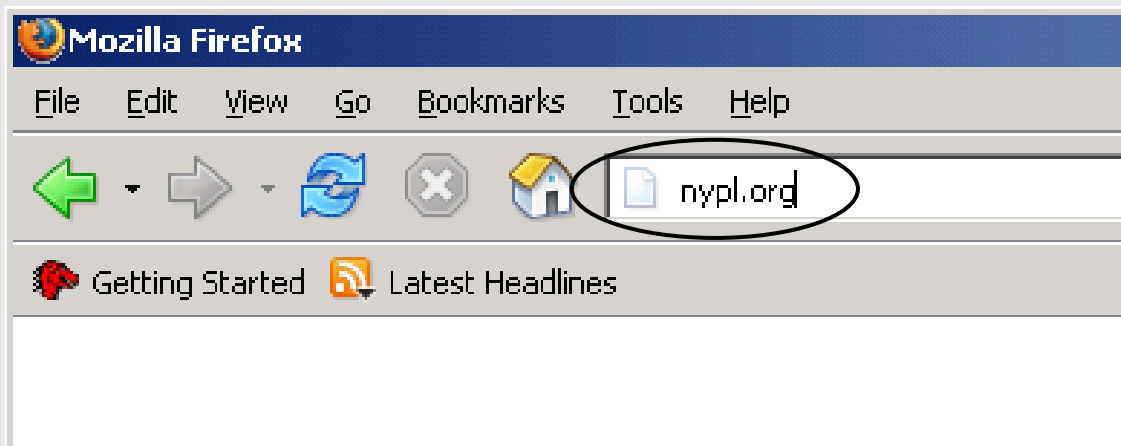 Mozilla Firefox
File Edit View Go Bookmarks Tools Help
nypl.org
Getting Started Latest Headlines